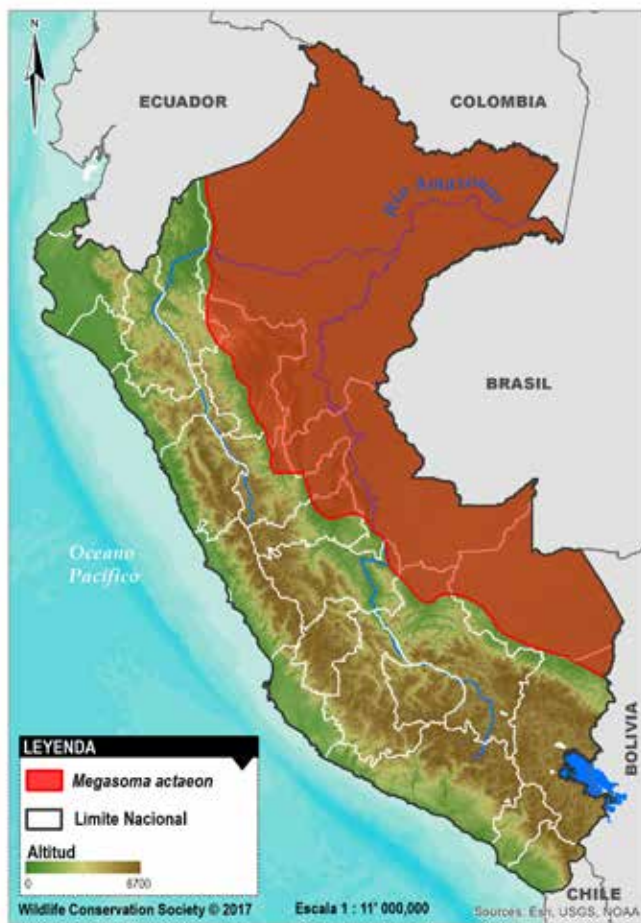 N
ECUADOR
COLOMBIA
Río Amazonas
BRASIL
Oceano
Pacífico
BOLIVIA
LEYENDA
Megasoma actaeon
Limite Nacional
Altitud
0
6700
CHILE
Wildlife Conservation Society © 2017
Escala 1 : 11' 000,000
Sources: Esri, USGS, NOAA